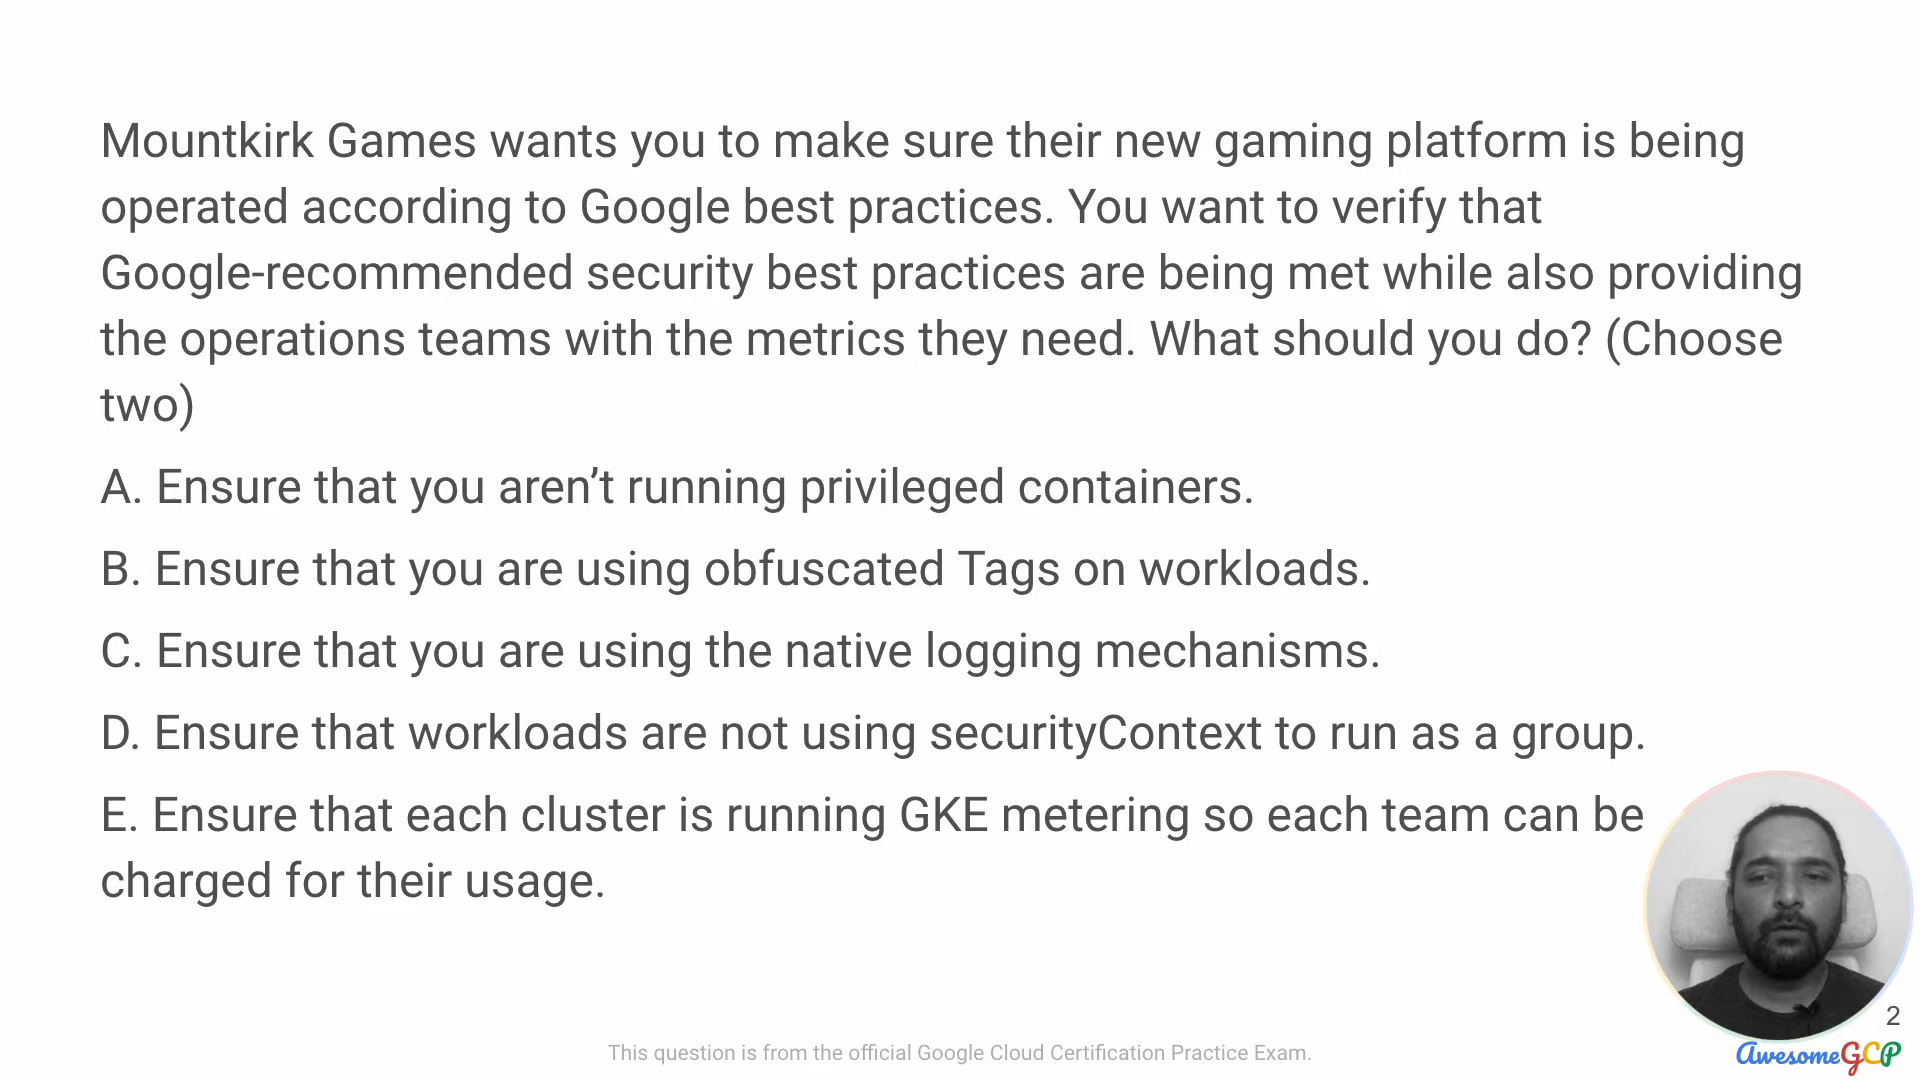 Mountkirk Games wants you to make sure their new gaming platform is being
operated according to Google best practices. You want to verify that
Google-recommended security best practices are being met while also providing
the operations teams with the metrics they need. What should you do? (Choose
two)
A. Ensure that you aren’t running privileged containers.
B. Ensure that you are using obfuscated Tags on workloads.
C. Ensure that you are using the native logging mechanisms.
D. Ensure that workloads are not using securityContext to run as a group.
E. Ensure that each cluster is running GKE metering so each team can be
charged for their usage.
2
This question is from the official Google Cloud Certification Practice Exam.
AwesomeGCP